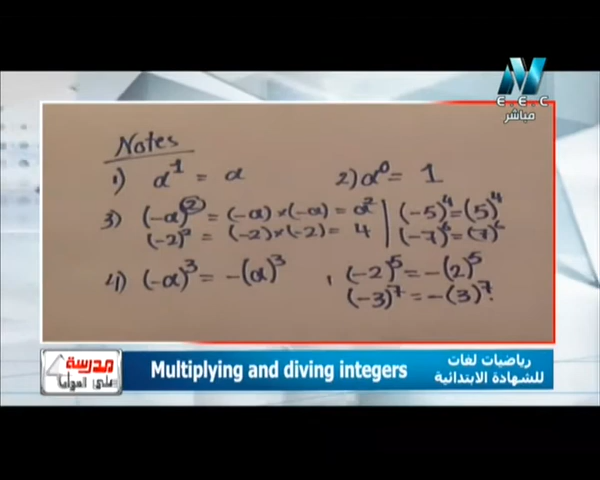 E.E.C
مباشر
Notes
1) a¹ = a   2) a⁰ = 1
3) (-a)² = (-a)×(-a) = a² | (-5)⁴ = (5)⁴
(-2)² = (-2)×(-2) = 4 | (-7)⁶ = (7)⁶
4) (-a)³ = -(a)³ , (-2)⁵ = -(2)⁵
(-3)⁷ = -(3)⁷.
مدرسة
على الهواء
Multiplying and diving integers
رياضيات لغات
للشهادة الابتدائية